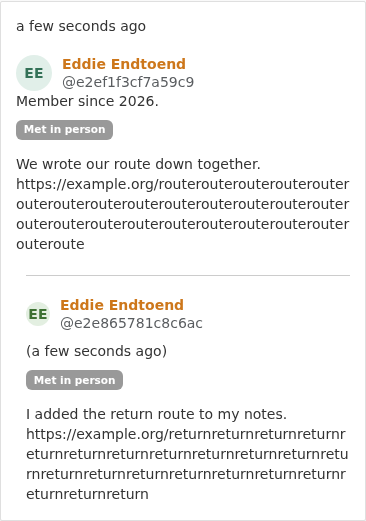 a few seconds ago
EE
Eddie Endtoend
@e2ef1f3cf7a59c9
Member since 2026.
Met in person
We wrote our route down together.
https://example.org/routerouterouterouterouter
outerouterouterouterouterouterouterouterouter
outerouterouterouterouterouterouterouterouter
outeroute
EE
Eddie Endtoend
@e2e865781c8c6ac
(a few seconds ago)
Met in person
I added the return route to my notes.
https://example.org/returnreturnreturnreturnr
eturnreturnreturnreturnreturnreturnreturnretu
rnreturnreturnreturnreturnreturnreturnreturnr
eturnreturnreturn